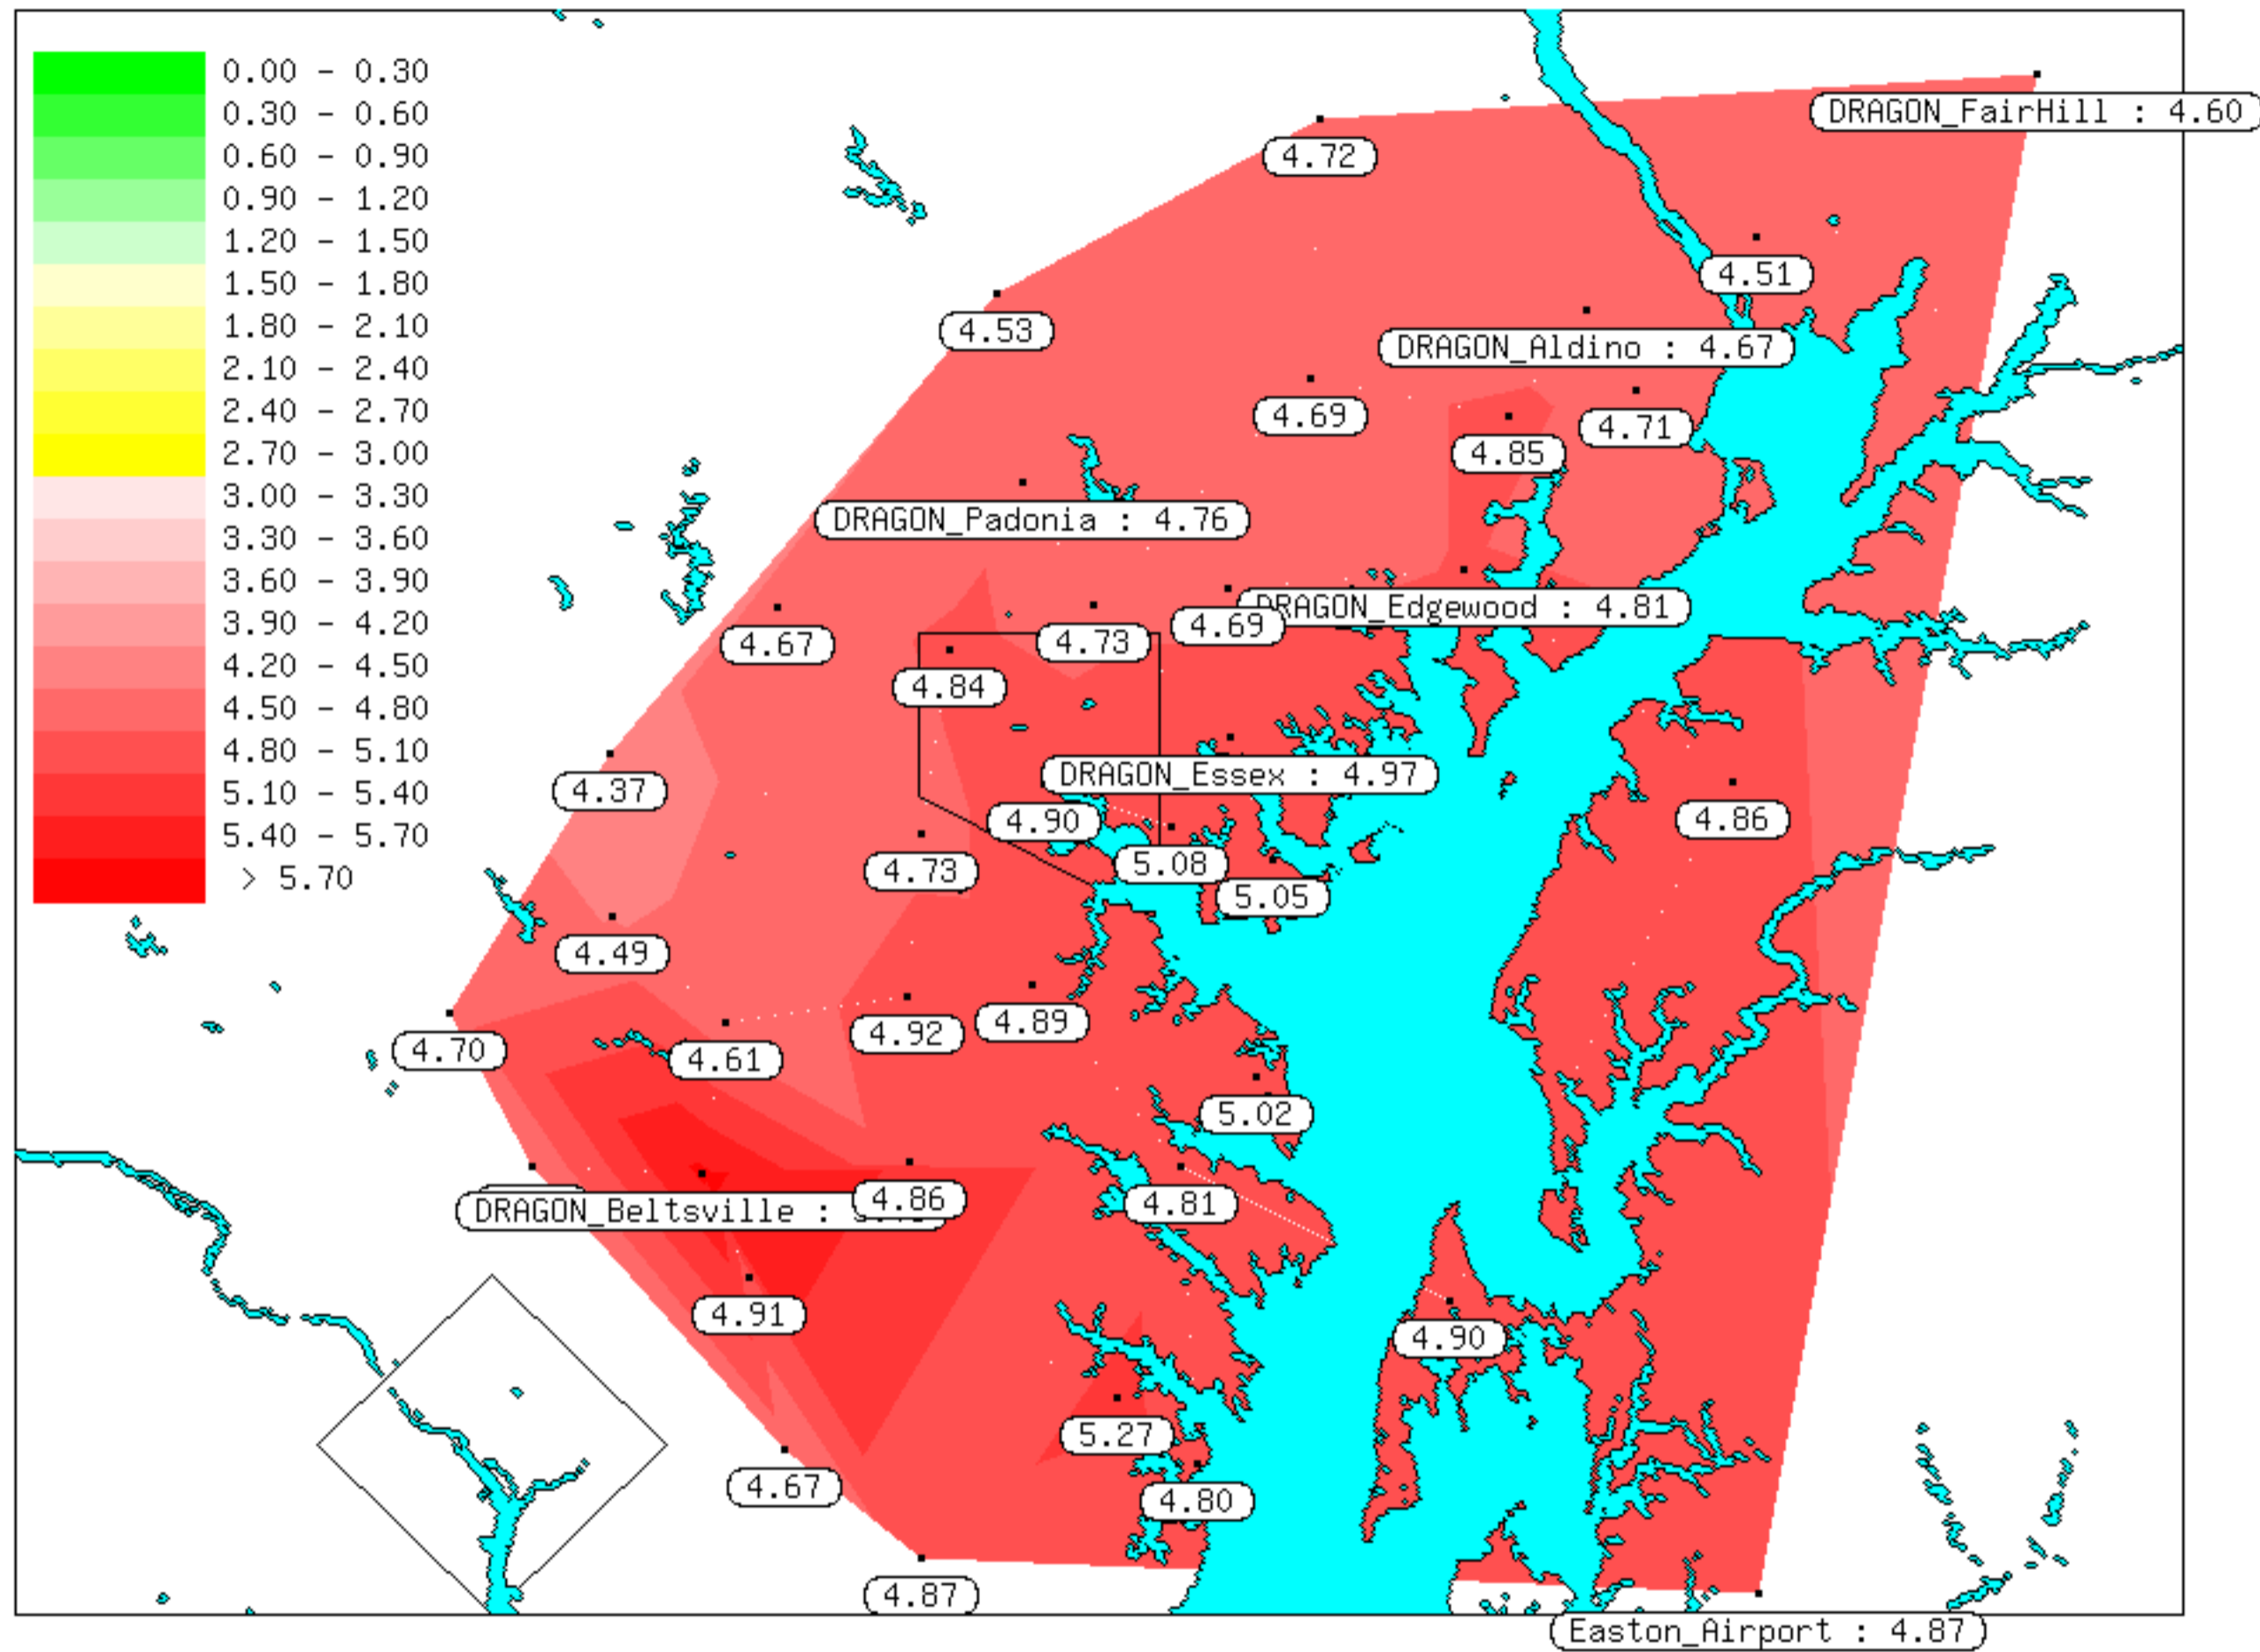 0.00 - 0.30
0.30 - 0.60
0.60 - 0.90
0.90 - 1.20
1.20 - 1.50
1.50 - 1.80
1.80 - 2.10
2.10 - 2.40
2.40 - 2.70
2.70 - 3.00
3.00 - 3.30
3.30 - 3.60
3.60 - 3.90
3.90 - 4.20
4.20 - 4.50
4.50 - 4.80
4.80 - 5.10
5.10 - 5.40
5.40 - 5.70
> 5.70
DRAGON_FairHill : 4.60
4.72
4.51
4.53
DRAGON_Aldino : 4.67
4.69
4.71
4.85
DRAGON_Padonia : 4.76
DRAGON_Edgewood : 4.81
4.69
4.73
4.67
4.84
DRAGON_Essex : 4.97
4.37
4.90
4.86
5.08
4.73
5.05
4.49
4.89
4.92
4.70
4.61
5.02
4.86
4.81
DRAGON_Beltsville :
4.91
4.90
5.27
4.67
4.80
4.87
Easton_Airport : 4.87